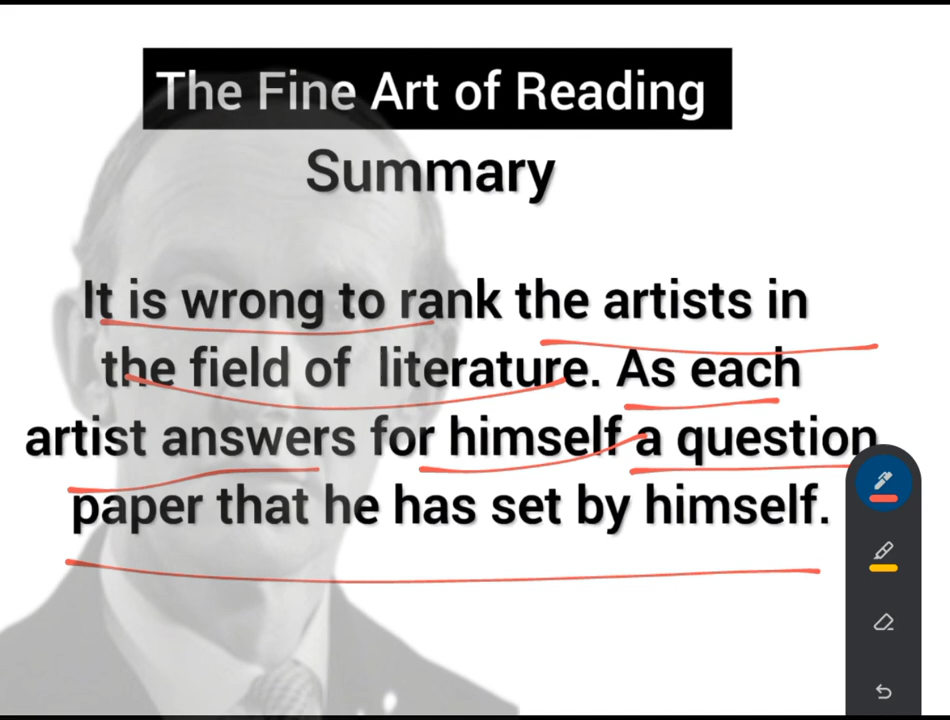 The Fine Art of Reading
Summary
It is wrong to rank the artists in
the field of literature. As each
artist answers for himself a question
paper that he has set by himself.